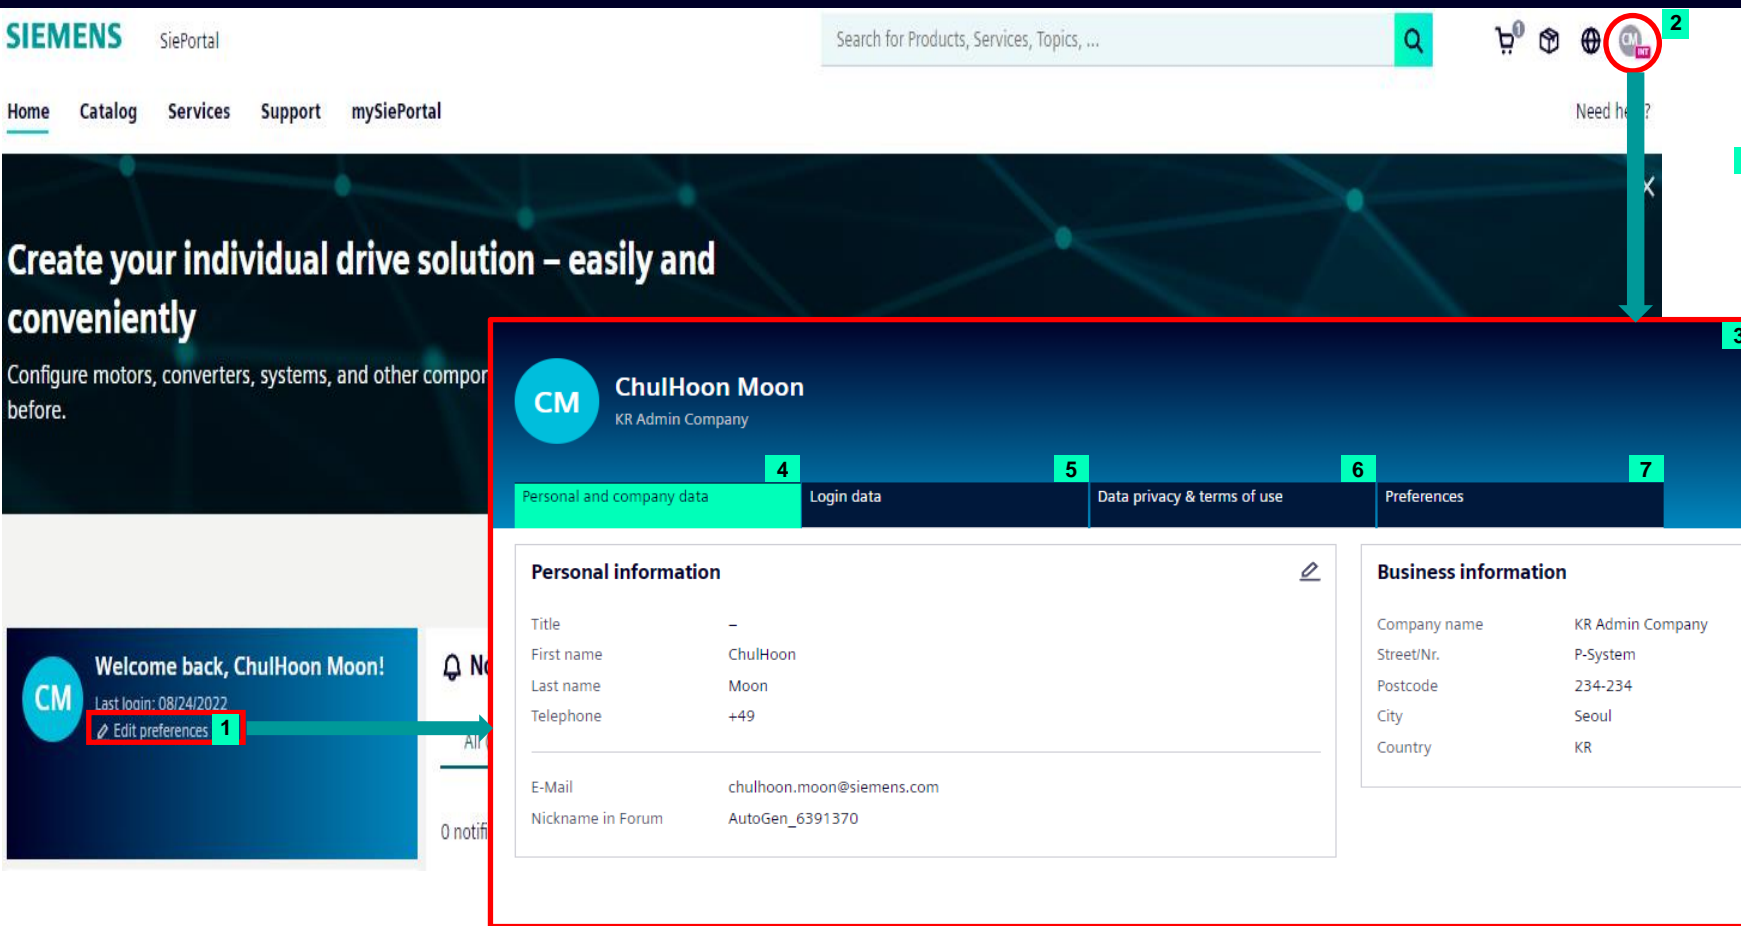 SIEMENS SiePortal
Search for Products, Services, Topics, ...
0
CM
INT
2
Home Catalog Services Support mySiePortal
Need he ?
Create your individual drive solution – easily and
conveniently
Configure motors, converters, systems, and other
before.
3
CM
ChulHoon Moon
KR Admin Company
4
5
6
7
Personal and company data
Login data
Data privacy & terms of use
Preferences
Personal information
Title –
First name ChulHoon
Last name Moon
Telephone +49
E-Mail chulhoon.moon@siemens.com
Nickname in Forum AutoGen_6391370
Business information
Company name KR Admin Company
Street/Nr. P-System
Postcode 234-234
City Seoul
Country KR
CM
Welcome back, ChulHoon Moon!
Last login: 08/24/2022
Edit preferences 1
0